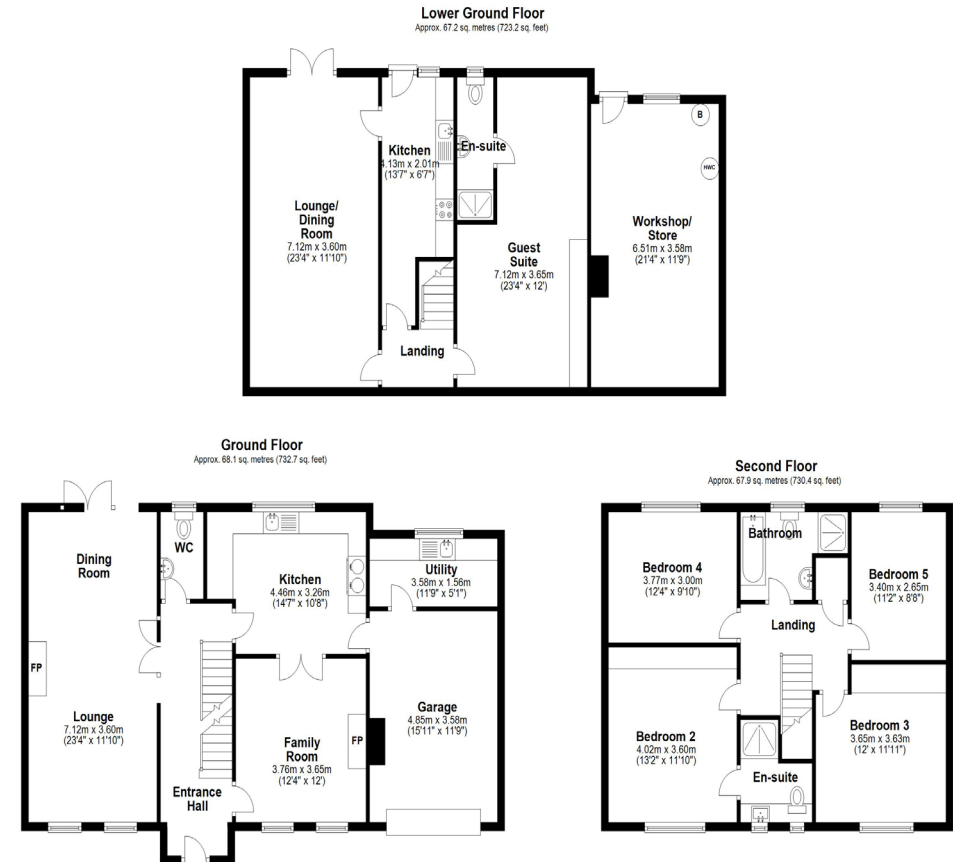 Lower Ground Floor
Approx. 67.2 sq. metres (723.2 sq. feet)
Lounge/
Dining
Room
7.12m x 3.60m
(23'4" x 11'10")
Kitchen
4.13m x 2.01m
(13'7" x 6'7")
En-suite
Guest
Suite
7.12m x 3.65m
(23'4" x 12')
B
HWC
Workshop/
Store
6.51m x 3.58m
(21'4" x 11'9")
Landing
Ground Floor
Approx. 68.1 sq. metres (732.7 sq. feet)
Dining
Room
WC
Kitchen
4.46m x 3.26m
(14'7" x 10'8")
Utility
3.58m x 1.56m
(11'9" x 5'1")
FP
Lounge
7.12m x 3.60m
(23'4" x 11'10")
Entrance
Hall
Family
Room
3.76m x 3.65m
(12'4" x 12')
FP
Garage
4.85m x 3.58m
(15'11" x 11'9")
Second Floor
Approx. 67.9 sq. metres (730.4 sq. feet)
Bedroom 4
3.77m x 3.00m
(12'4" x 9'10")
Bathroom
Bedroom 5
3.40m x 2.65m
(11'2" x 8'8")
Landing
Bedroom 2
4.02m x 3.60m
(13'2" x 11'10")
En-suite
Bedroom 3
3.65m x 3.63m
(12' x 11'11")